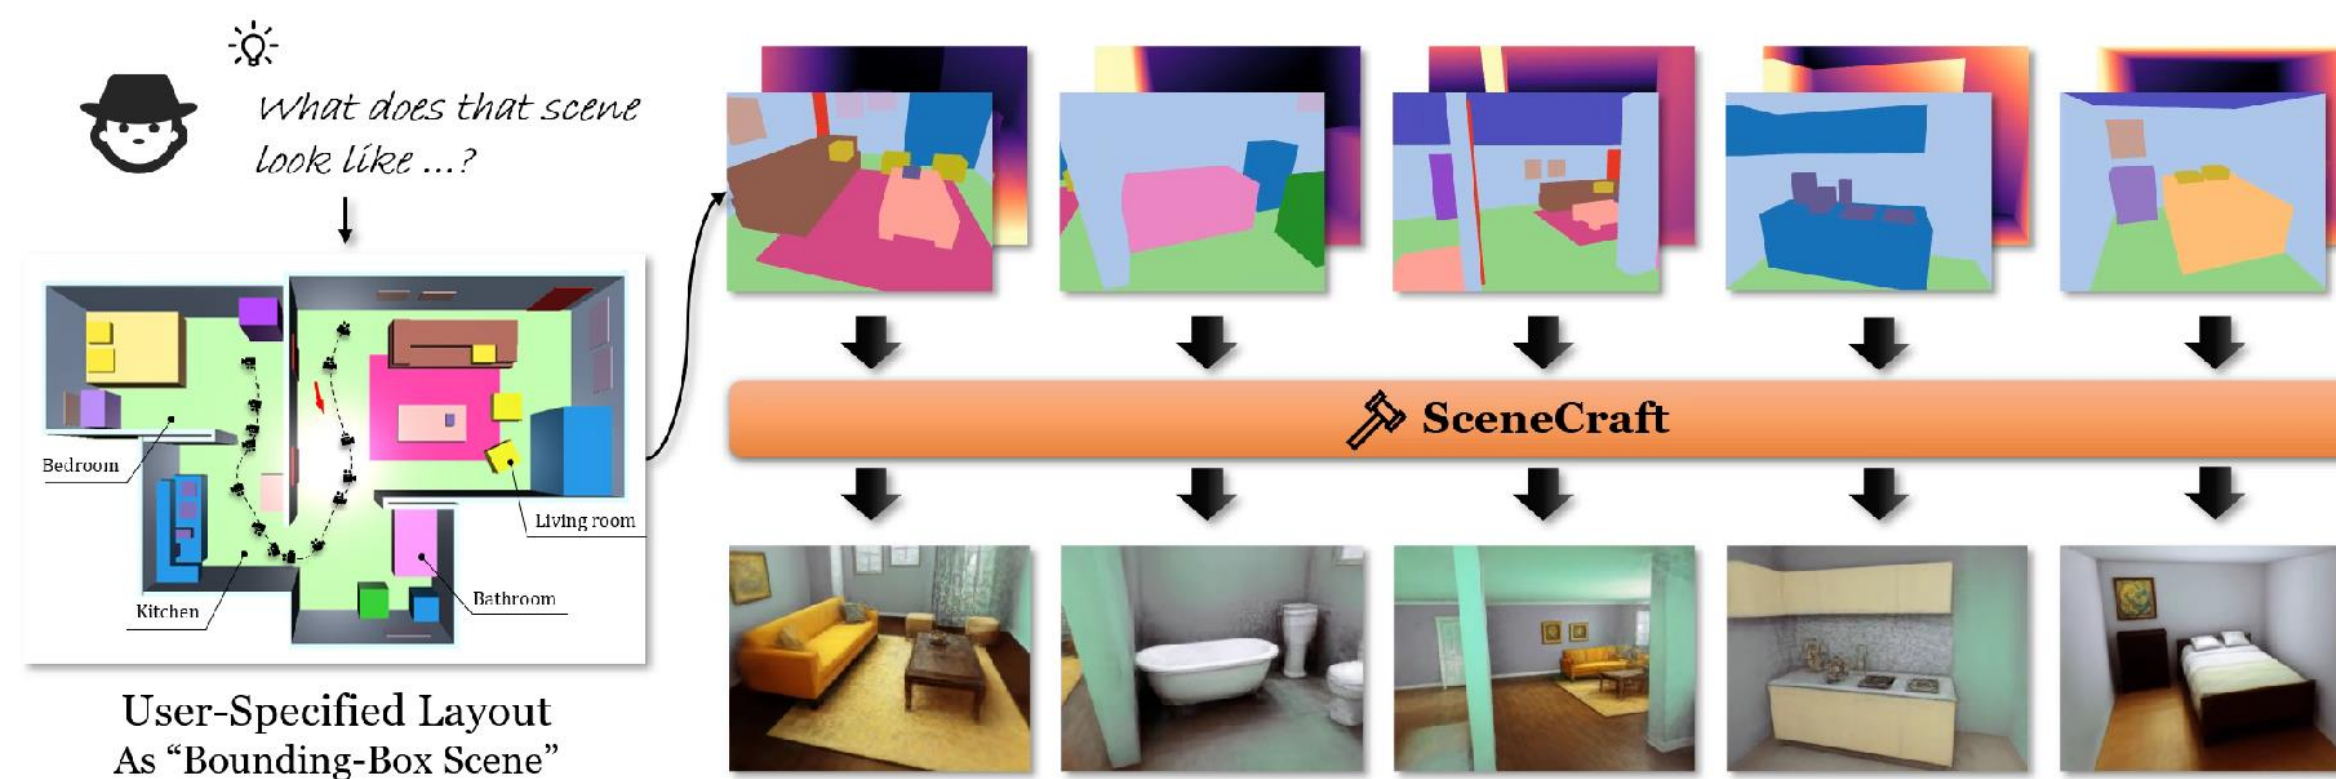 What does that scene
look like ...?
Bedroom
Living room
Kitchen
Bathroom
User-Specified Layout
As “Bounding-Box Scene”
SceneCraft